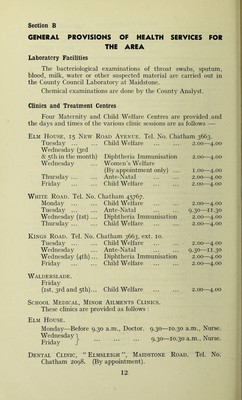 Section B
GENERAL PROVISIONS OF HEALTH SERVICES FOR
THE AREA
Laboratory Facilities
The bacteriological examinations of throat swabs, sputum,
blood, milk, water or other suspected material are carried out in
the County Council Laboratory at Maidstone.
Chemical examinations are done by the County Analyst.
Clinics and Treatment Centres
Four Maternity and Child Welfare Centres are provided and
the days and times of the various clinic sessions are as follows :—
ELM HOUSE, 15 NEW ROAD AVENUE. Tel. No. Chatham 3663.
Tuesday ... ... Child Welfare ... ... 2.00—4.00
Wednesday (3rd
& 5th in the month) Diphtheria Immunisation 2.00—4.00
Wednesday ... Women's Welfare
(By appointment only) ... 1.00—4.00
Thursday ... ... Ante-Natal ... ... 2.00—4.00
Friday ... ... Child Welfare ... ... 2.00—4.00
WHITE ROAD. Tel. No. Chatham 45767.
Monday ... Child Welfare ... ... 2.00—4.00
Tuesday ... ... Ante-Natal ... ... 9.30—11.30
Wednesday (1st) ... Diphtheria Immunisation 2.00—4.00
Thursday ... ... Child Welfare ... ... 2.00—4.00
KINGS ROAD. Tel. No. Chatham 3663, ext. 10.
Tuesday ... ... Child Welfare ... ... 2.00—4.00
Wednesday ... Ante-Natal ... ... 9.30—11.30
Wednesday (4th) ... Diphtheria Immunisation 2.00—4.00
Friday ... ... Child Welfare ... ... 2.00—4.00
WALDERSLADE.
Friday
(1st, 3rd and 5th)... Child Welfare ... ... 2.00—4.00
SCHOOL MEDICAL, MINOR AILMENTS CLINICS.
These clinics are provided as follows :
ELM HOUSE.
Monday—Before 9.30 a.m., Doctor. 9.30—10.30 a.m., Nurse.
Wednesday }
Friday } ... ... ... ... 9.30—10.30 a.m., Nurse.
DENTAL CLINIC, " ELMSLEIGH ", MAIDSTONE ROAD. Tel. No.
Chatham 2098. (By appointment).
12